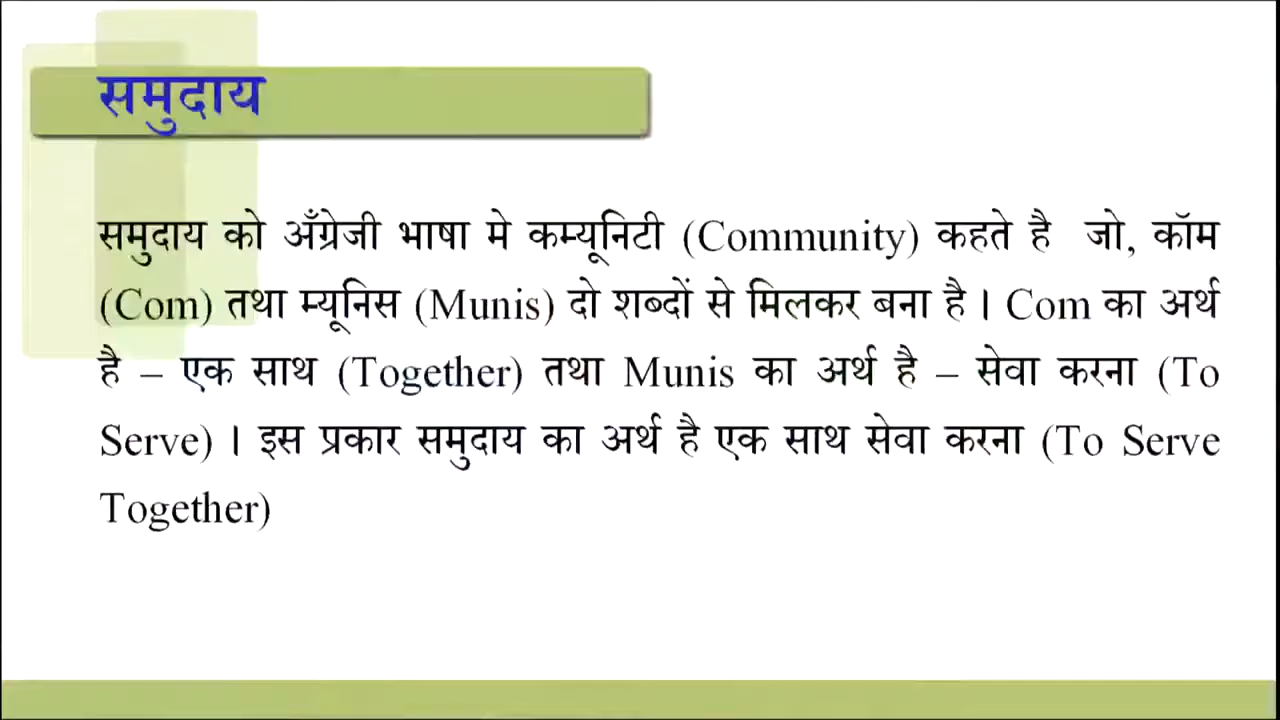 समुदाय
समुदाय को अँग्रेजी भाषा मे कम्यूनिटी (Community) कहते है जो, कॉम
(Com) तथा म्यूनिस (Munis) दो शब्दों से मिलकर बना है । Com का अर्थ
है – एक साथ (Together) तथा Munis का अर्थ है – सेवा करना (To
Serve) । इस प्रकार समुदाय का अर्थ है एक साथ सेवा करना (To Serve
Together)